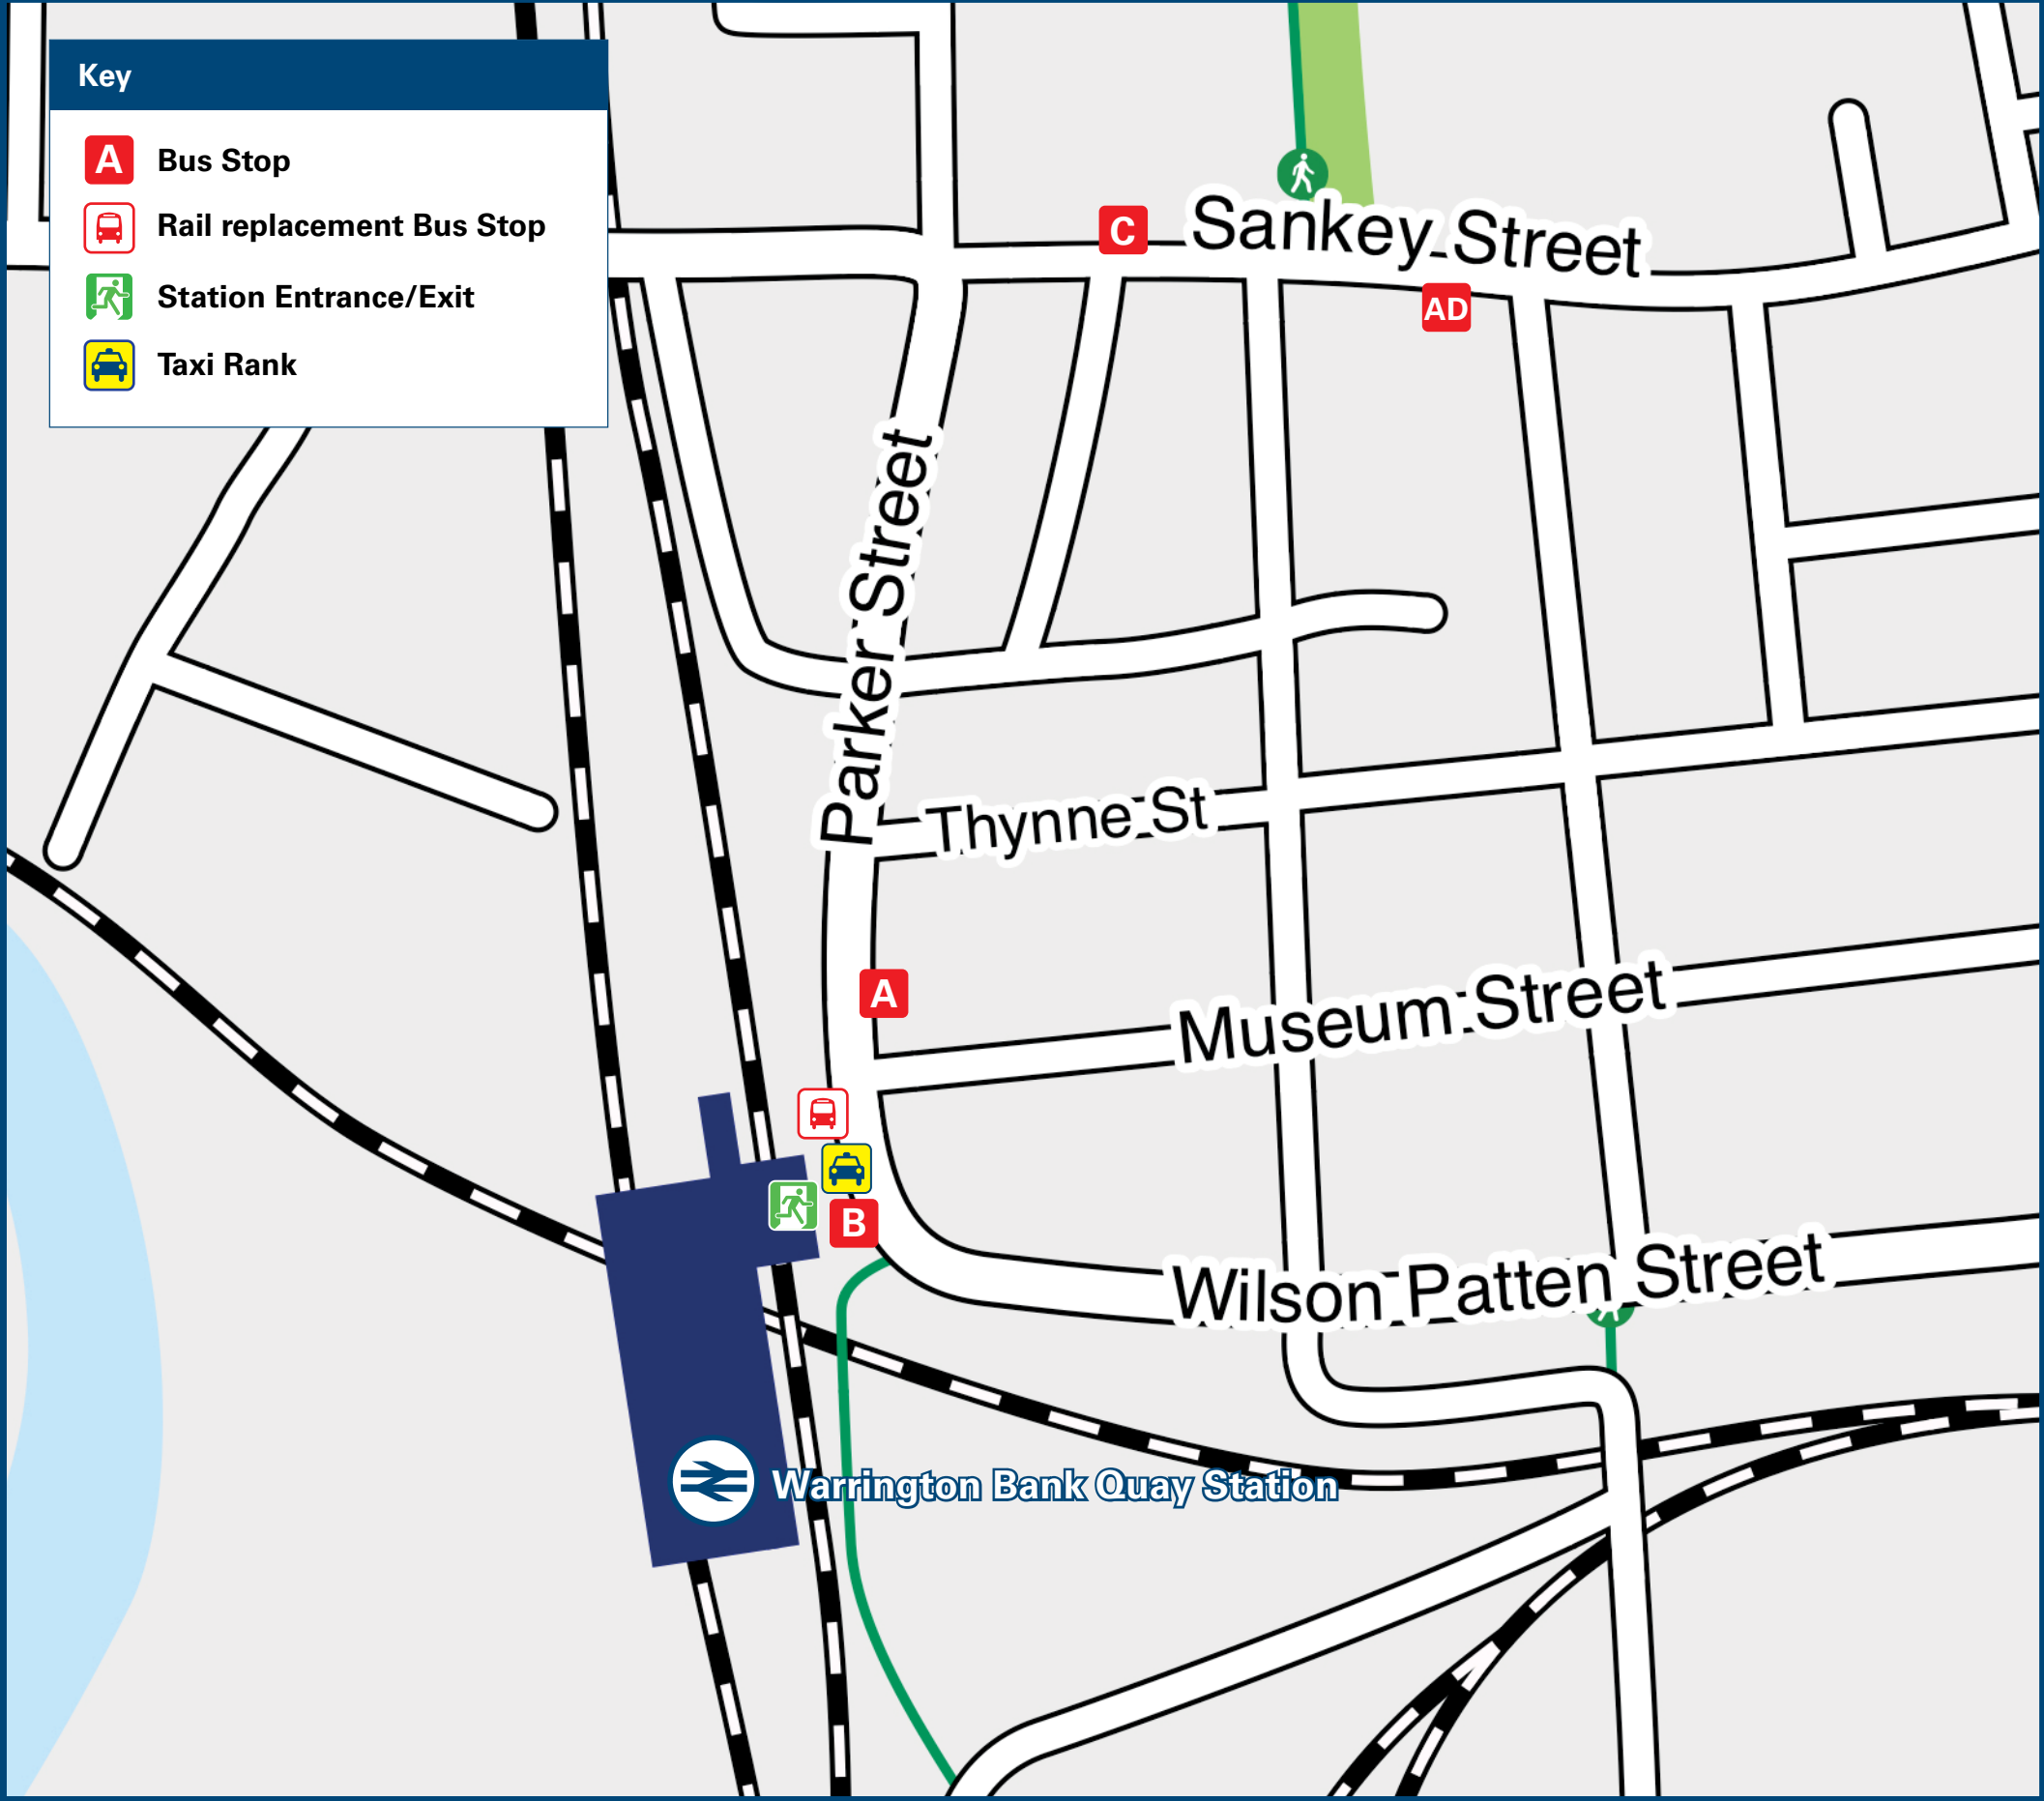 Key
A Bus Stop
Rail replacement Bus Stop
Station Entrance/Exit
Taxi Rank
C
Sankey Street
AD
Parker Street
Thynne St
A
Museum Street
B
Wilson Patten Street
Warrington Bank Quay Station